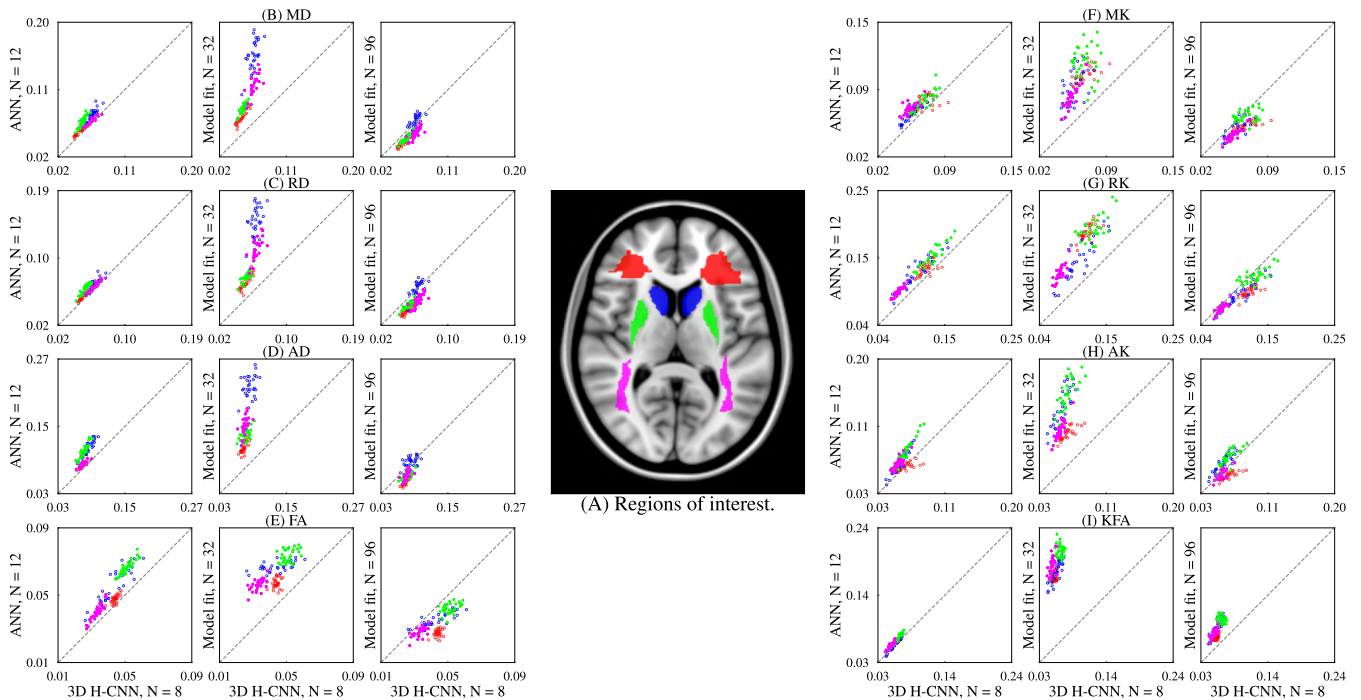 (B) MD
ANN, N = 12
Model fit, N = 32
Model fit, N = 96
0.20
0.11
0.02
0.02 0.11 0.20 0.02 0.11 0.20 0.02 0.11 0.20
(C) RD
ANN, N = 12
Model fit, N = 32
Model fit, N = 96
0.19
0.10
0.02
0.02 0.10 0.19 0.02 0.10 0.19 0.02 0.10 0.19
(D) AD
ANN, N = 12
Model fit, N = 32
Model fit, N = 96
0.27
0.15
0.03
0.03 0.15 0.27 0.03 0.15 0.27 0.03 0.15 0.27
(E) FA
ANN, N = 12
Model fit, N = 32
Model fit, N = 96
0.09
0.05
0.01
0.01 0.05 0.09 0.01 0.05 0.09 0.01 0.05 0.09
3D H-CNN, N = 8 3D H-CNN, N = 8 3D H-CNN, N = 8
(A) Regions of interest.
(F) MK
ANN, N = 12
Model fit, N = 32
Model fit, N = 96
0.15
0.09
0.02
0.02 0.09 0.15 0.02 0.09 0.15 0.02 0.09 0.15
(G) RK
ANN, N = 12
Model fit, N = 32
Model fit, N = 96
0.25
0.15
0.04
0.04 0.15 0.25 0.04 0.15 0.25 0.04 0.15 0.25
(H) AK
ANN, N = 12
Model fit, N = 32
Model fit, N = 96
0.20
0.11
0.03
0.03 0.11 0.20 0.03 0.11 0.20 0.03 0.11 0.20
(I) KFA
ANN, N = 12
Model fit, N = 32
Model fit, N = 96
0.24
0.14
0.03
0.03 0.14 0.24 0.03 0.14 0.24 0.03 0.14 0.24
3D H-CNN, N = 8 3D H-CNN, N = 8 3D H-CNN, N = 8